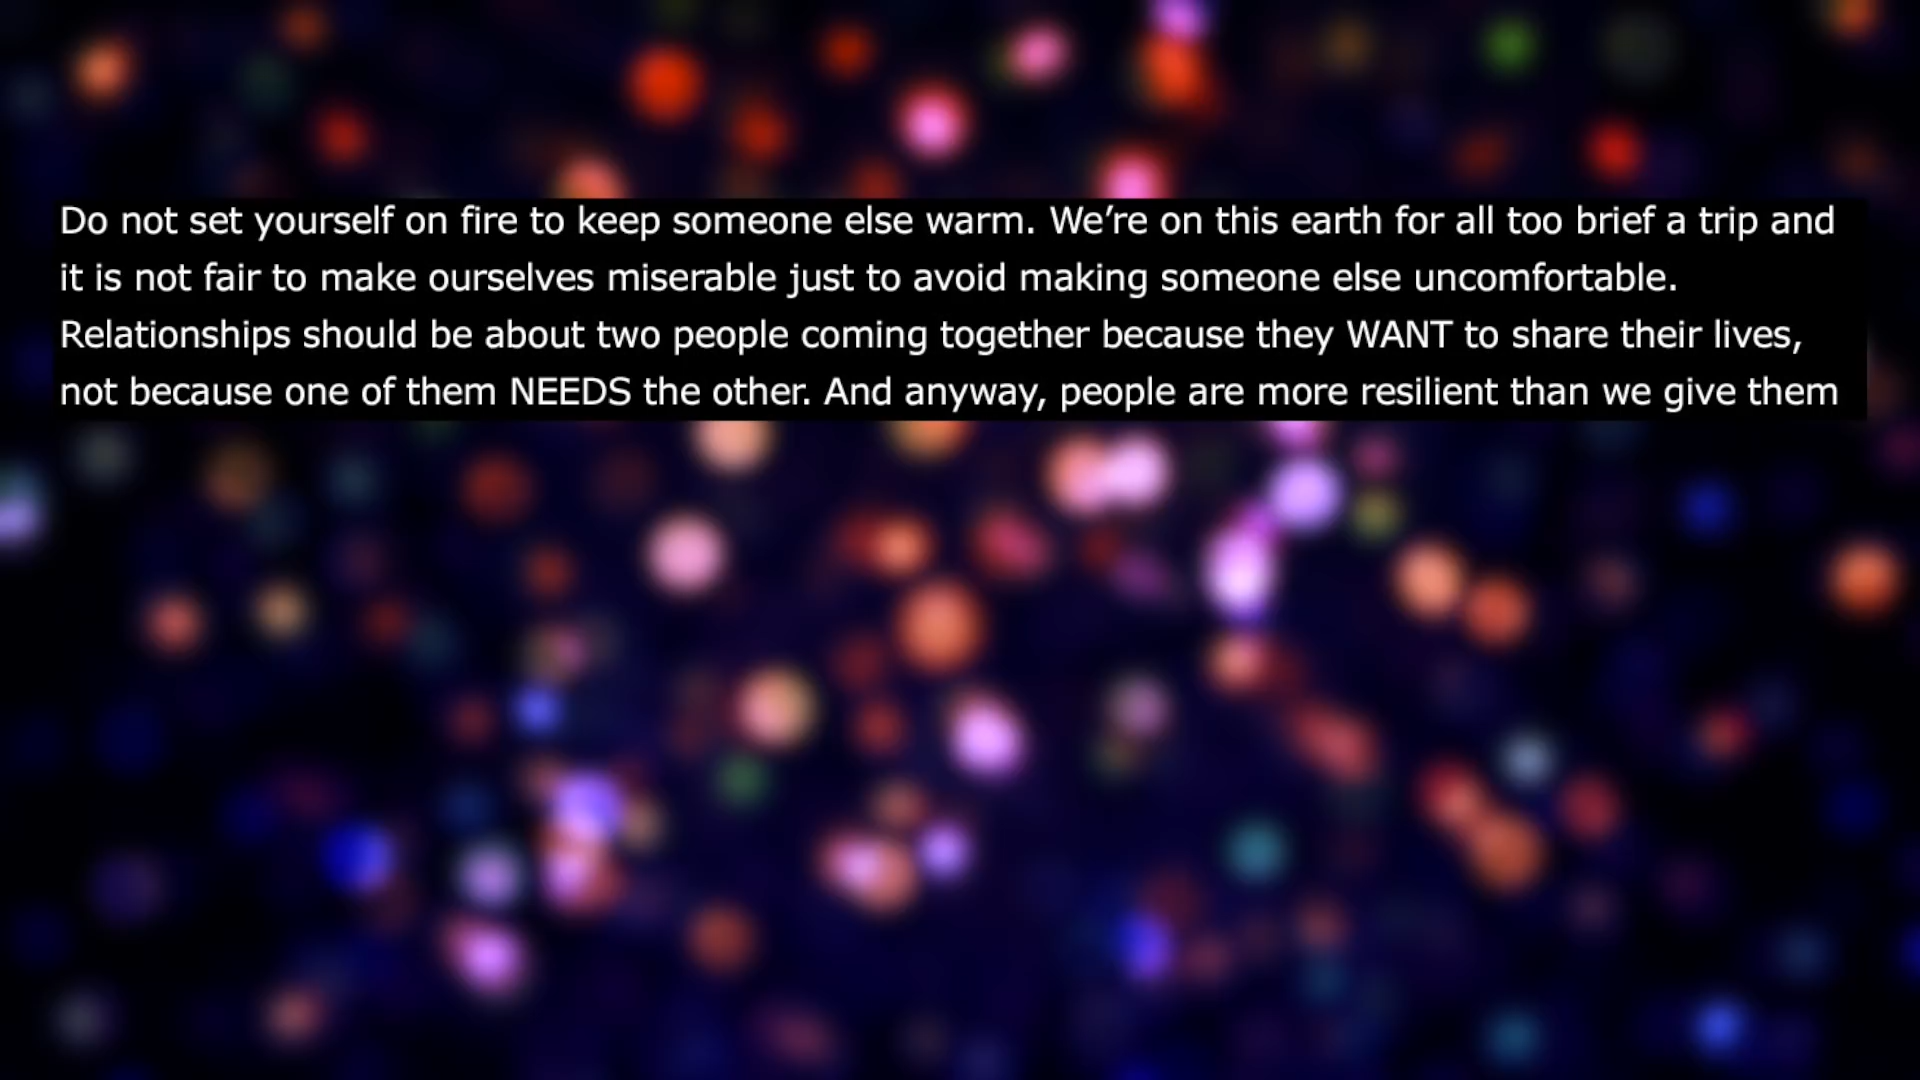 Do not set yourself on fire to keep someone else warm. We’re on this earth for all too brief a trip and
it is not fair to make ourselves miserable just to avoid making someone else uncomfortable.
Relationships should be about two people coming together because they WANT to share their lives,
not because one of them NEEDS the other. And anyway, people are more resilient than we give them